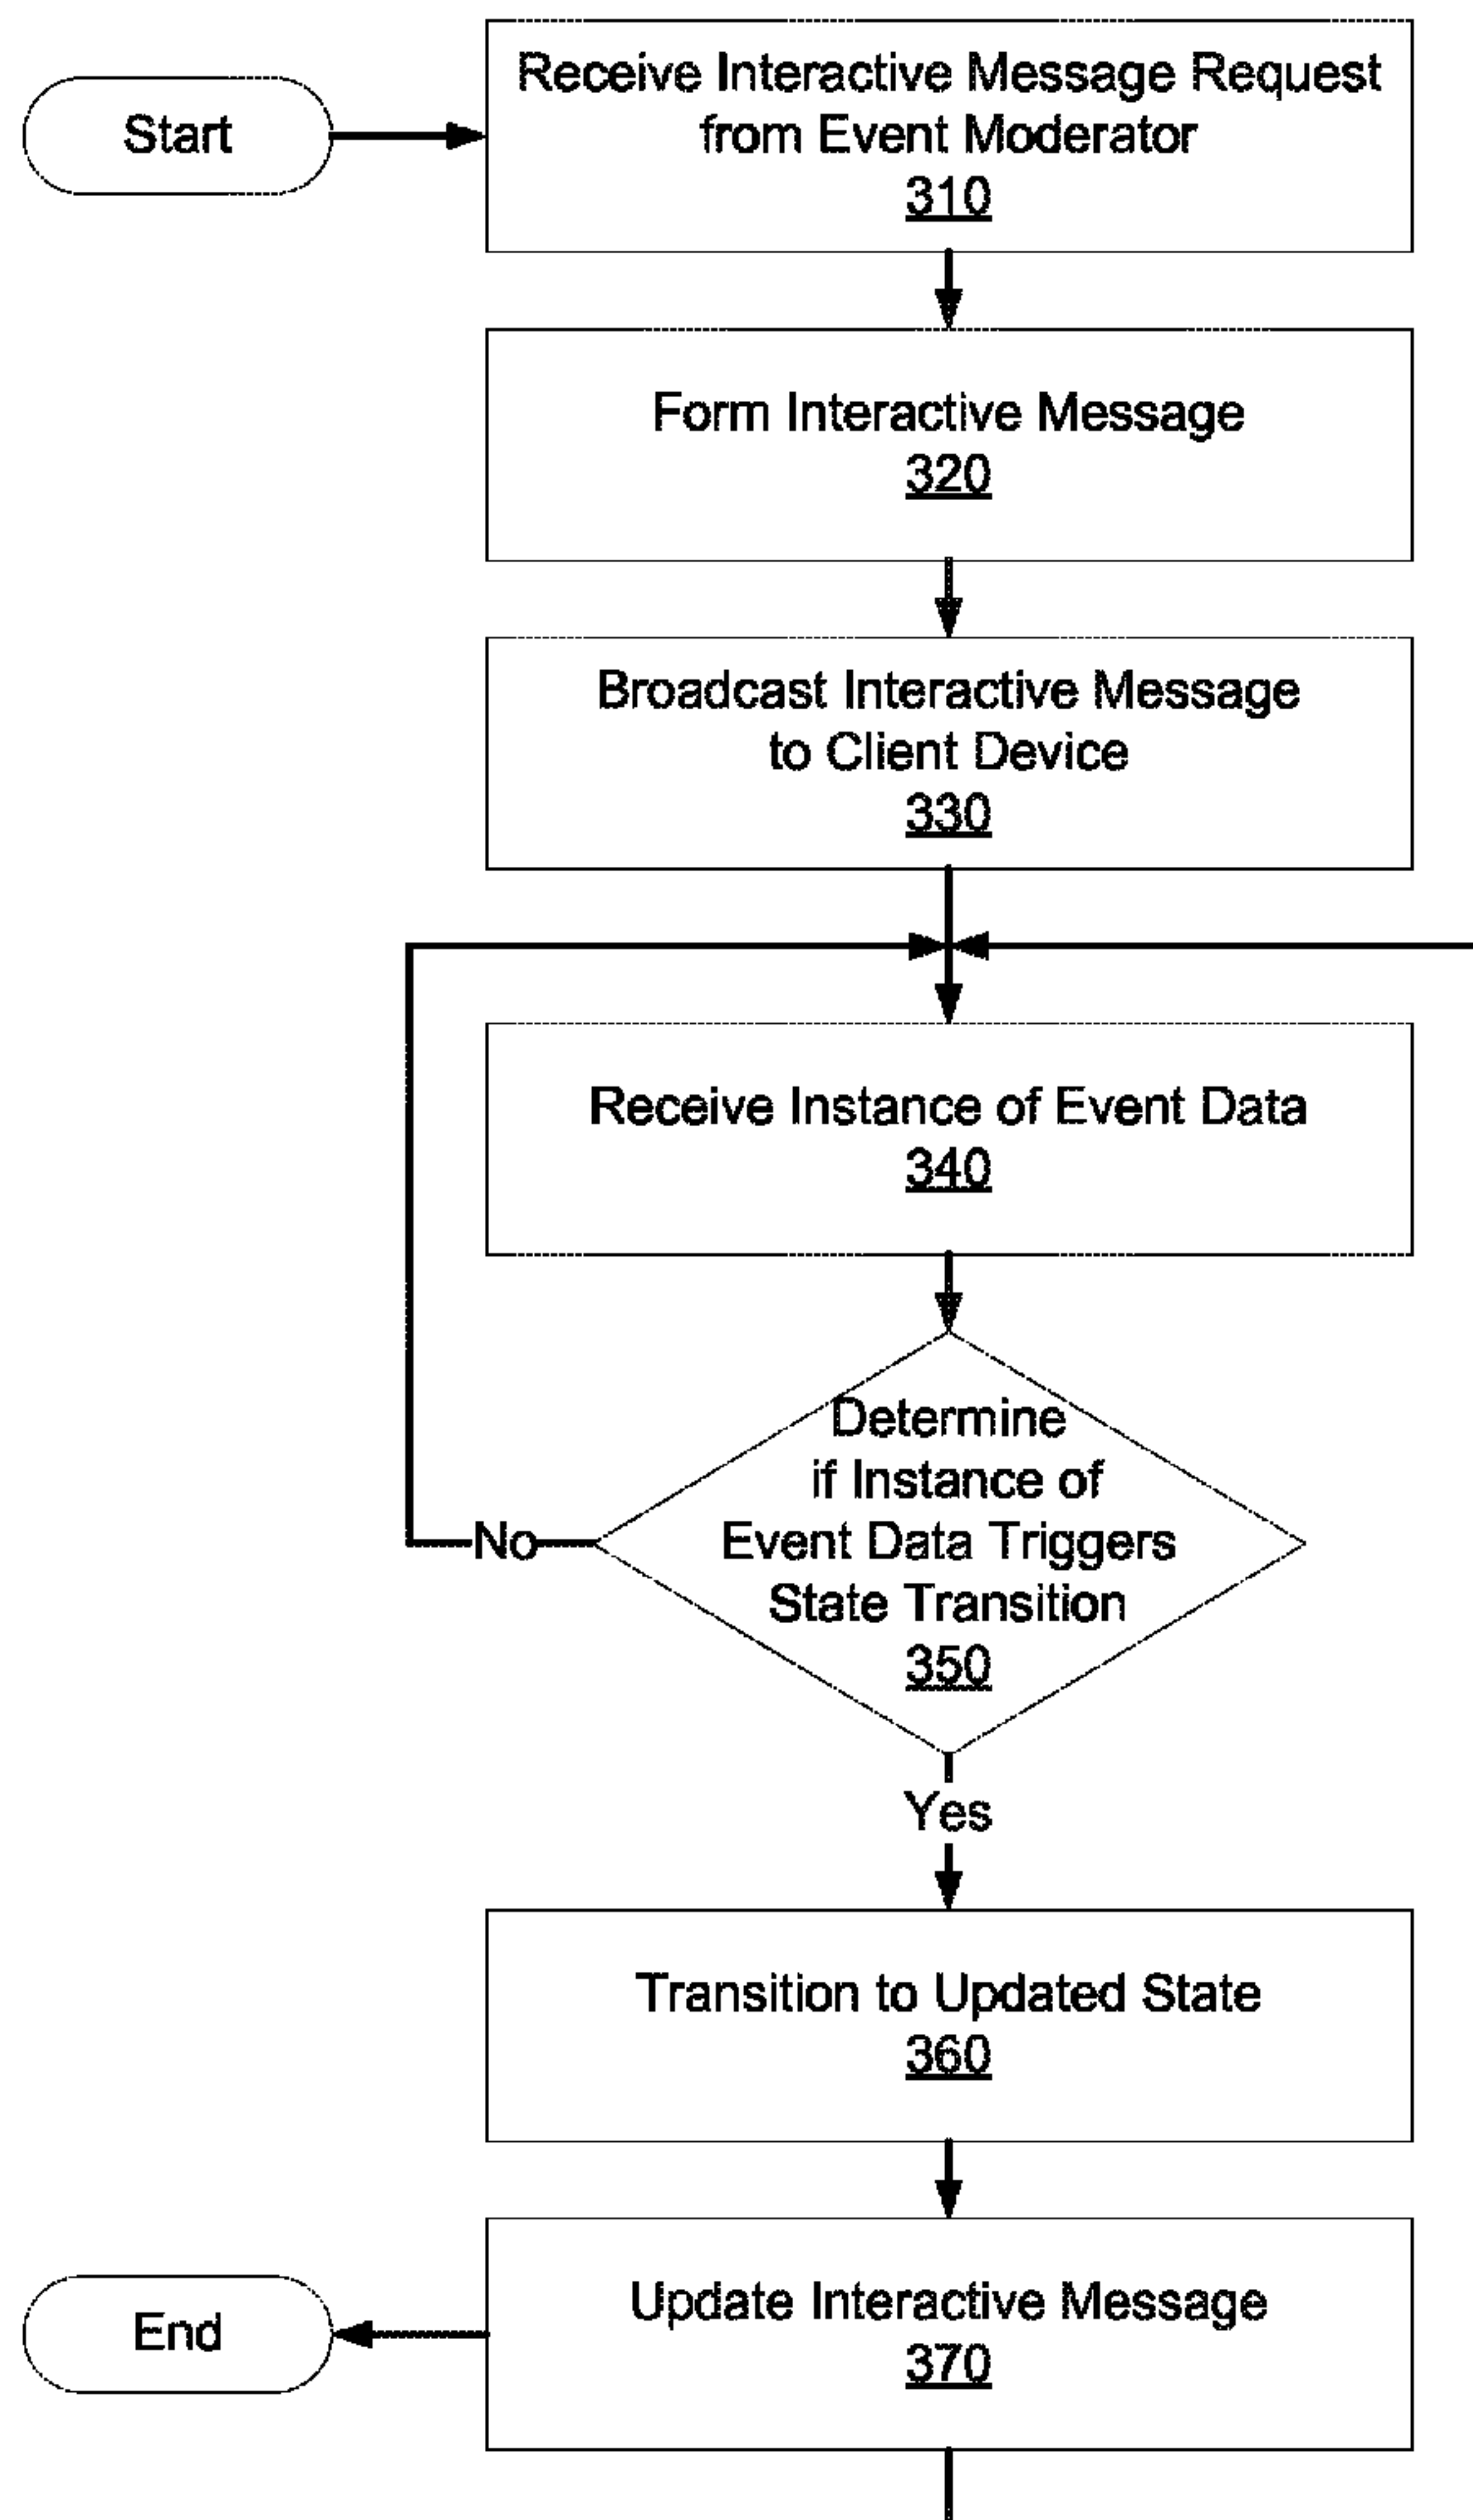 Start
Receive Interactive Message Request
from Event Moderator
310
Form Interactive Message
320
Broadcast Interactive Message
to Client Device
330
Receive Instance of Event Data
340
Determine
if Instance of
Event Data Triggers
State Transition
350
No
Yes
Transition to Updated State
360
Update Interactive Message
370
End